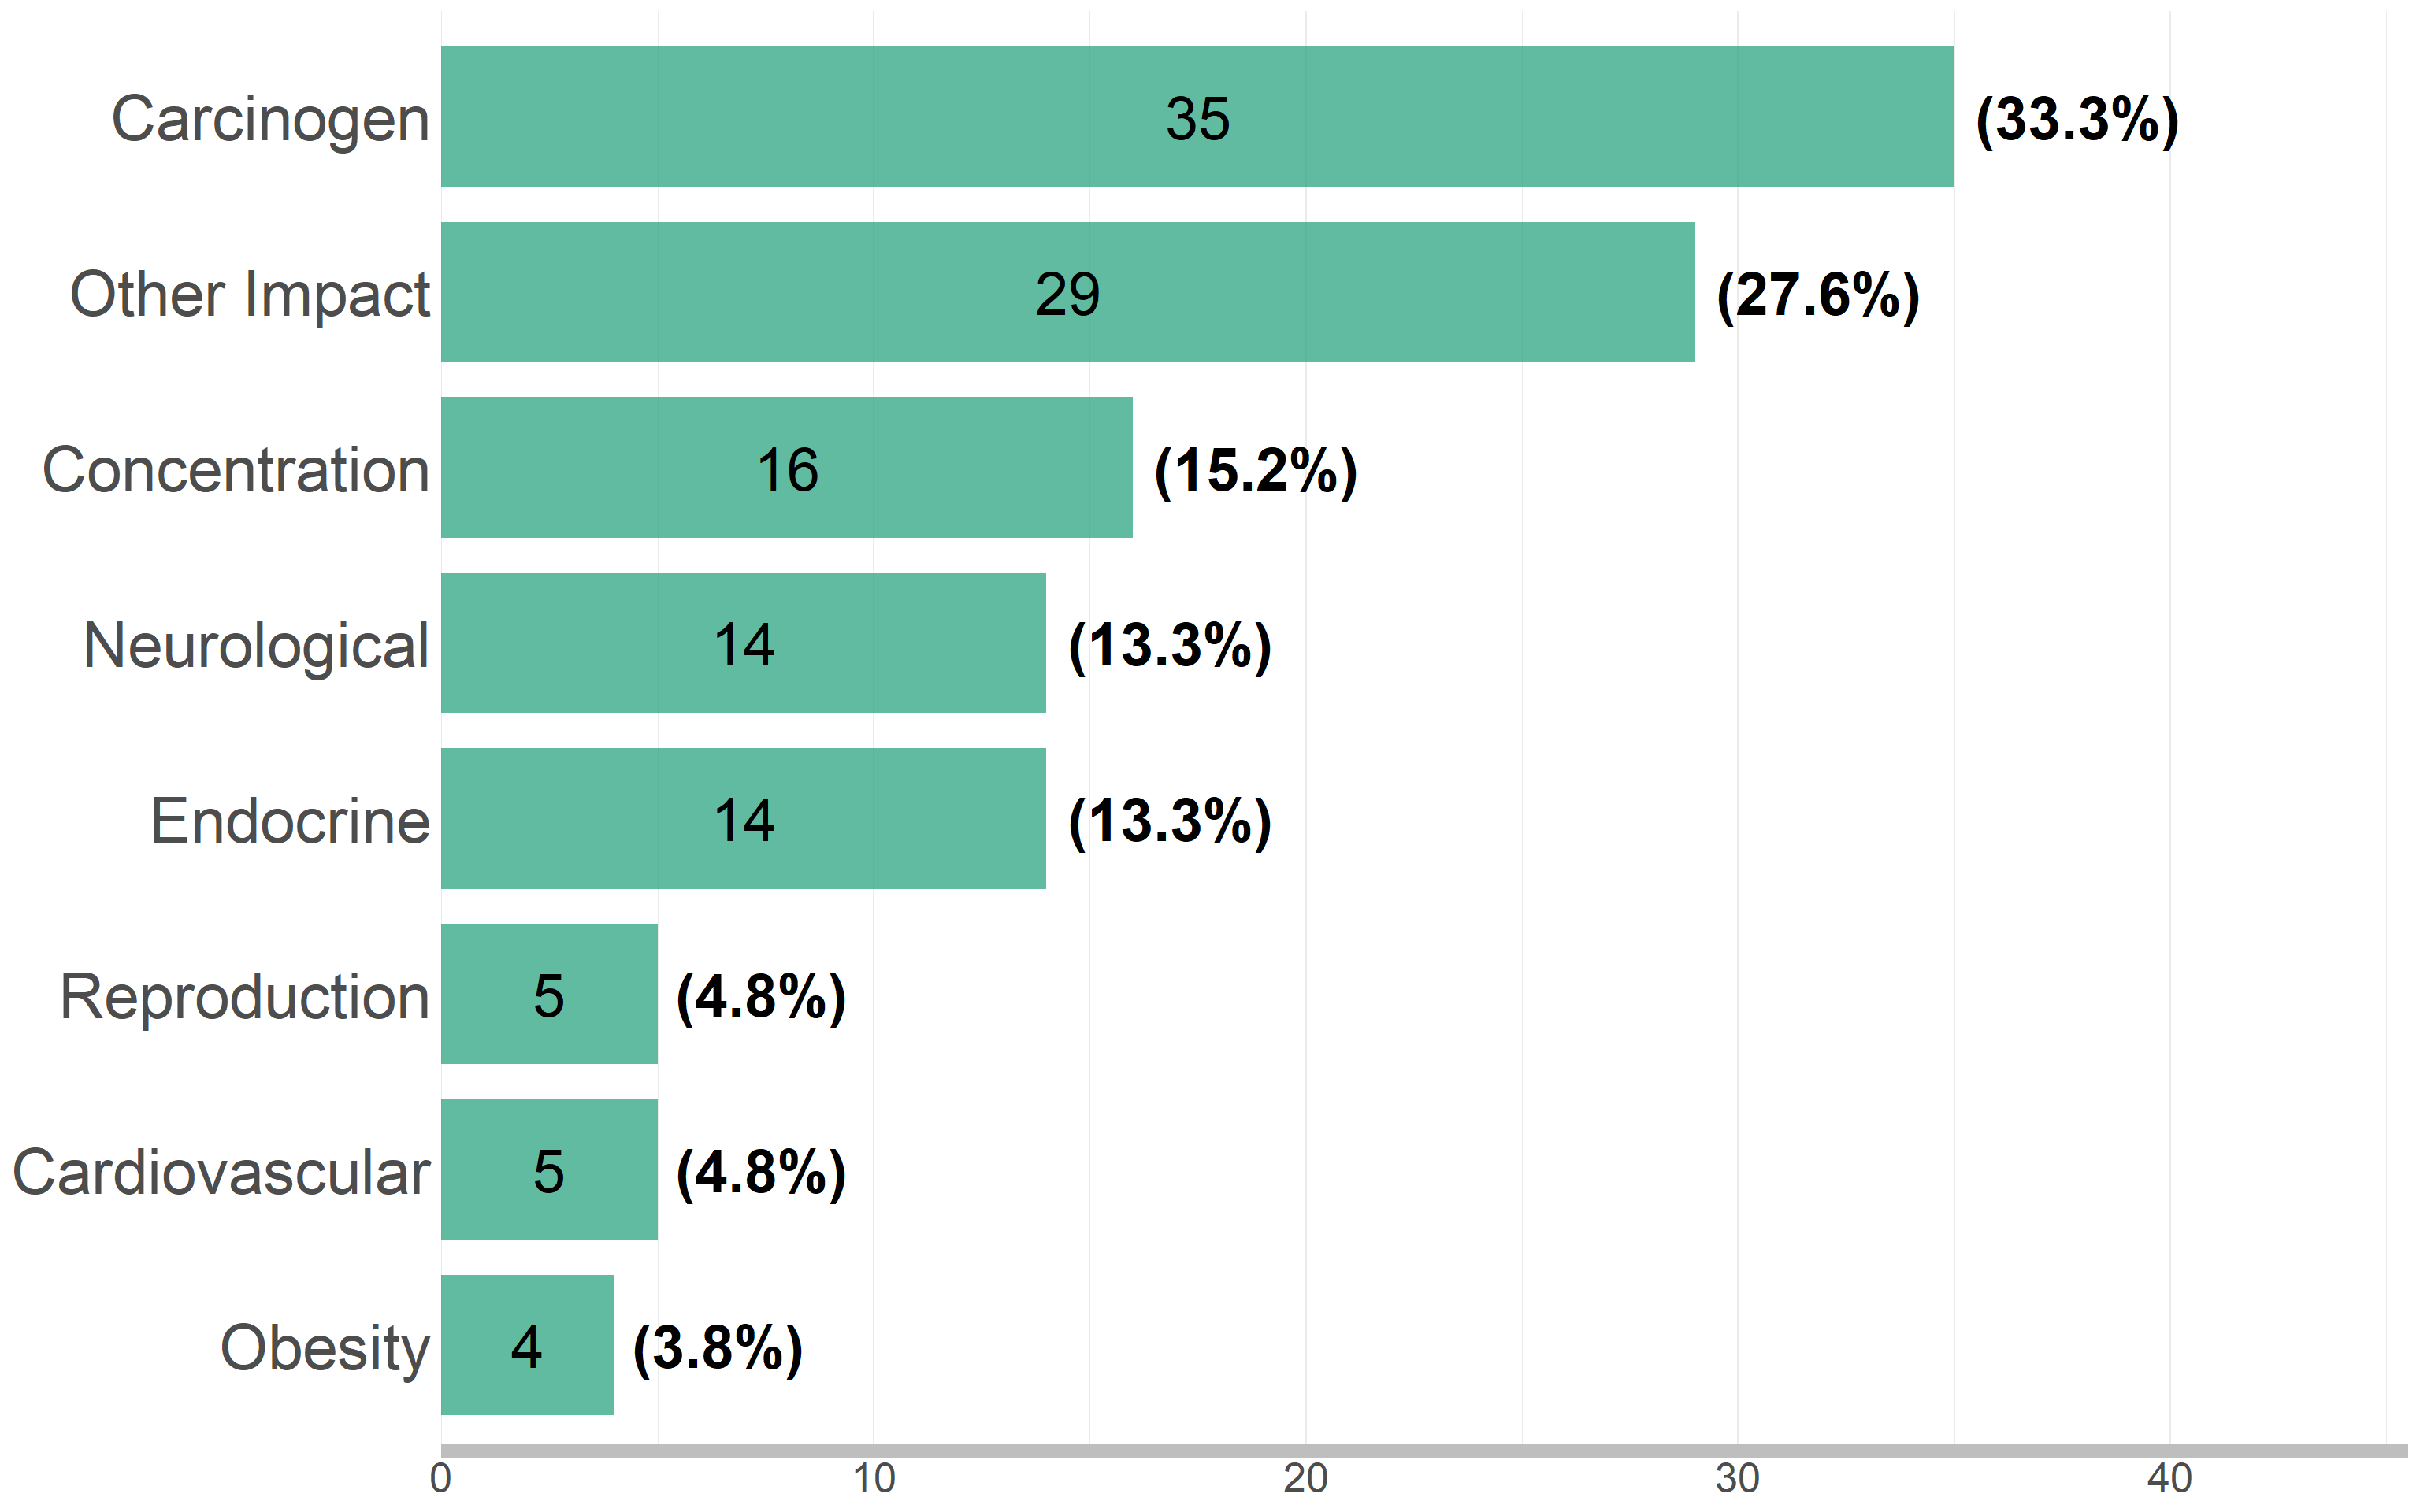 Carcinogen 35 (33.3%)
Other Impact 29 (27.6%)
Concentration 16 (15.2%)
Neurological 14 (13.3%)
Endocrine 14 (13.3%)
Reproduction 5 (4.8%)
Cardiovascular 5 (4.8%)
Obesity 4 (3.8%)
0 10 20 30 40